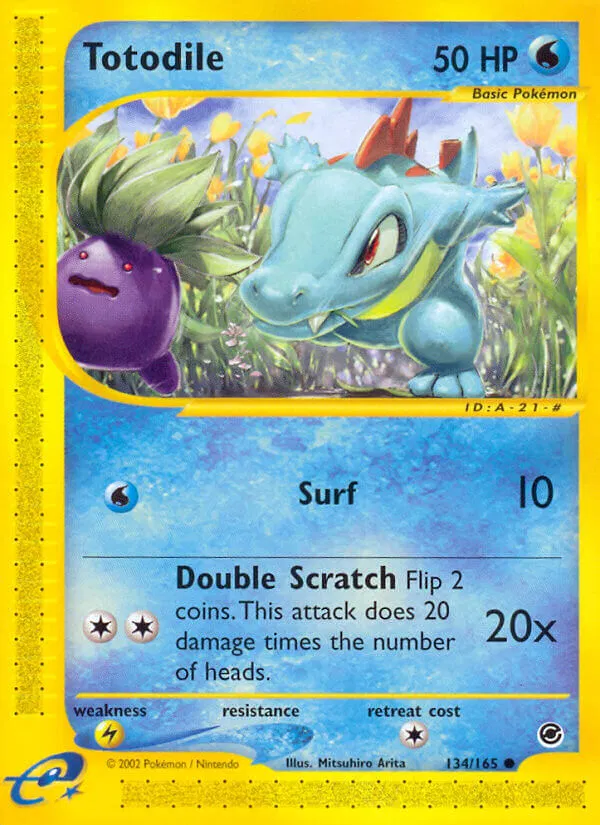 Totodile 50 HP
Basic Pokémon
ID:A-21-#
Surf 10
Double Scratch Flip 2
coins. This attack does 20
damage times the number
of heads.
20x
weakness resistance retreat cost
© 2002 Pokémon / Nintendo Illus. Mitsuhiro Arita 134/165
e